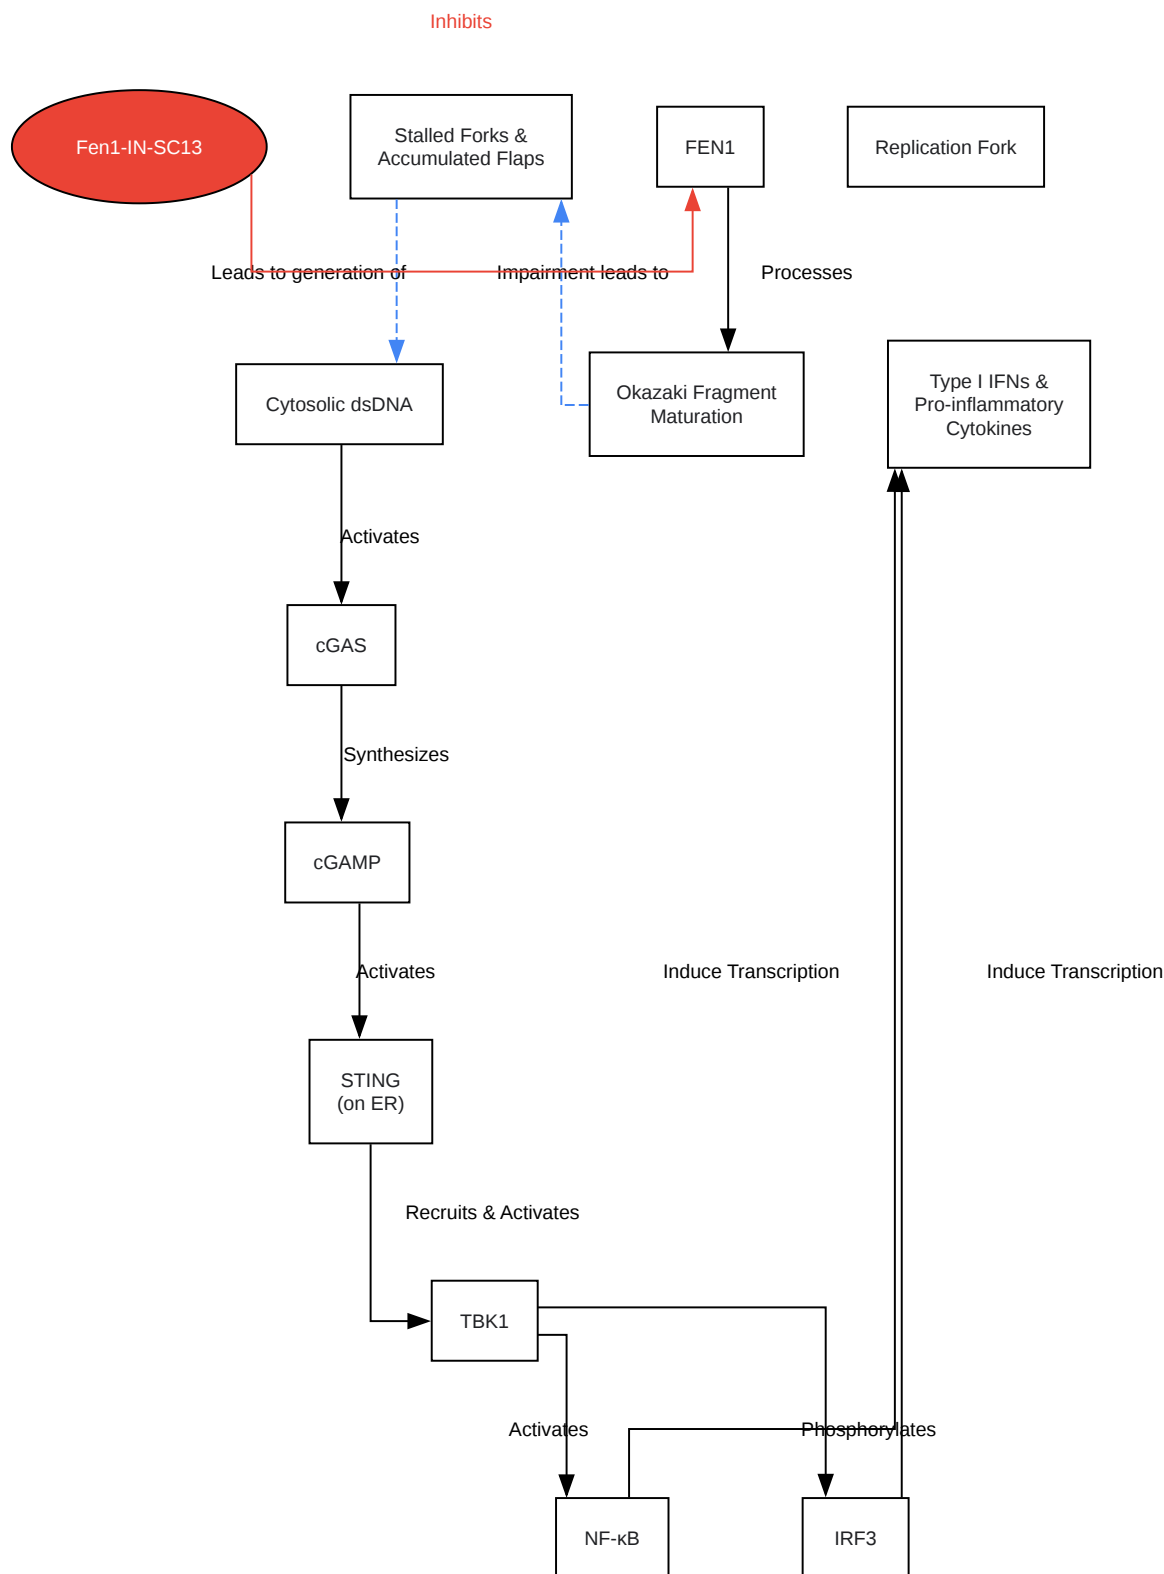 Inhibits
Fen1-IN-SC13
Stalled Forks &
Accumulated Flaps
FEN1
Replication Fork
Leads to generation of
Impairment leads to
Processes
Cytosolic dsDNA
Okazaki Fragment
Maturation
Type I IFNs &
Pro-inflammatory
Cytokines
Activates
cGAS
Synthesizes
cGAMP
Activates
Induce Transcription
Induce Transcription
STING
(on ER)
Recruits & Activates
TBK1
Activates
Phosphorylates
NF-κB
IRF3